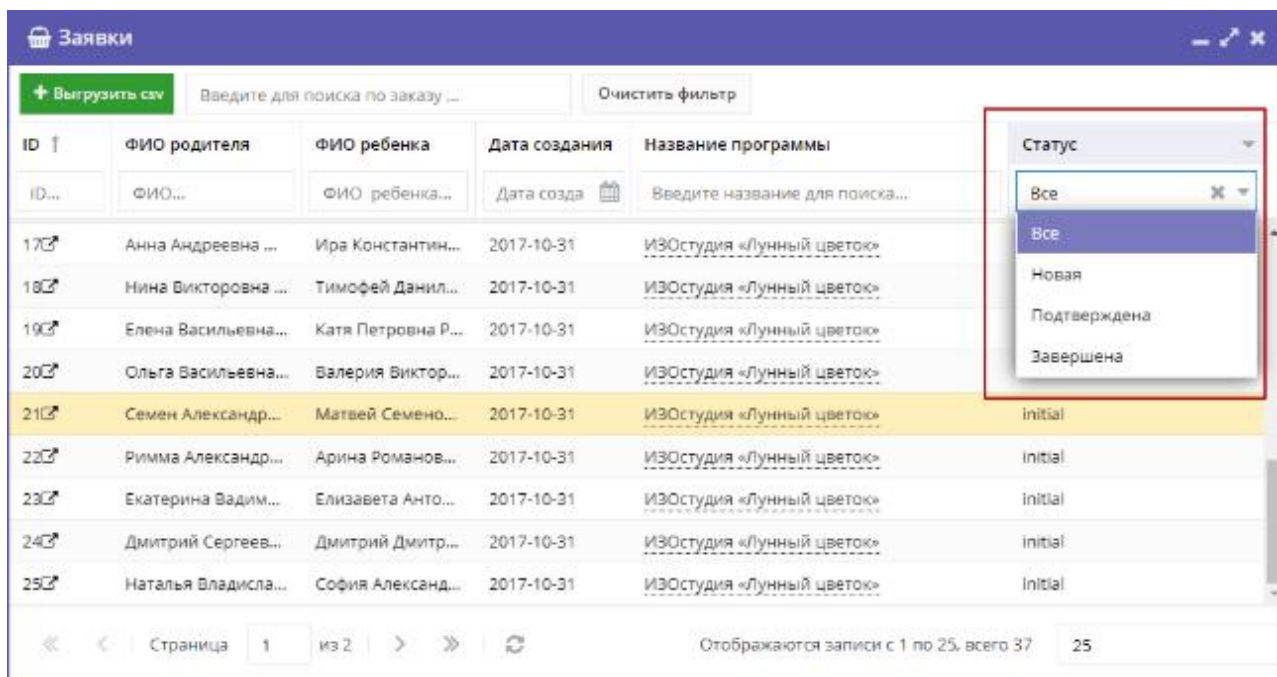 Заявки
Выгрузить csv Введите для поиска по заказу ... Очистить фильтр
ID ФИО родителя ФИО ребенка Дата создания Название программы Статус
ID... ФИО... ФИО ребенка... Дата созда Введите название для поиска... Все
17 Анна Андреевна ... Ира Константин... 2017-10-31 ИЗОстудия «Лунный цветок» Все
18 Нина Викторовна ... Тимофей Данил... 2017-10-31 ИЗОстудия «Лунный цветок» Новая
19 Елена Васильевна... Катя Петровна Р... 2017-10-31 ИЗОстудия «Лунный цветок» Подтверждена
20 Ольга Васильевна... Валерия Виктор... 2017-10-31 ИЗОстудия «Лунный цветок» Завершена
21 Семен Александр... Матвей Семено... 2017-10-31 ИЗОстудия «Лунный цветок» initial
22 Римма Александр... Арина Романов... 2017-10-31 ИЗОстудия «Лунный цветок» initial
23 Екатерина Вадим... Елизавета Анто... 2017-10-31 ИЗОстудия «Лунный цветок» initial
24 Дмитрий Сергеев... Дмитрий Дмитр... 2017-10-31 ИЗОстудия «Лунный цветок» initial
25 Наталья Владисла... София Александ... 2017-10-31 ИЗОстудия «Лунный цветок» initial
Страница 1 из 2 Отображаются записи с 1 по 25, всего 37 25